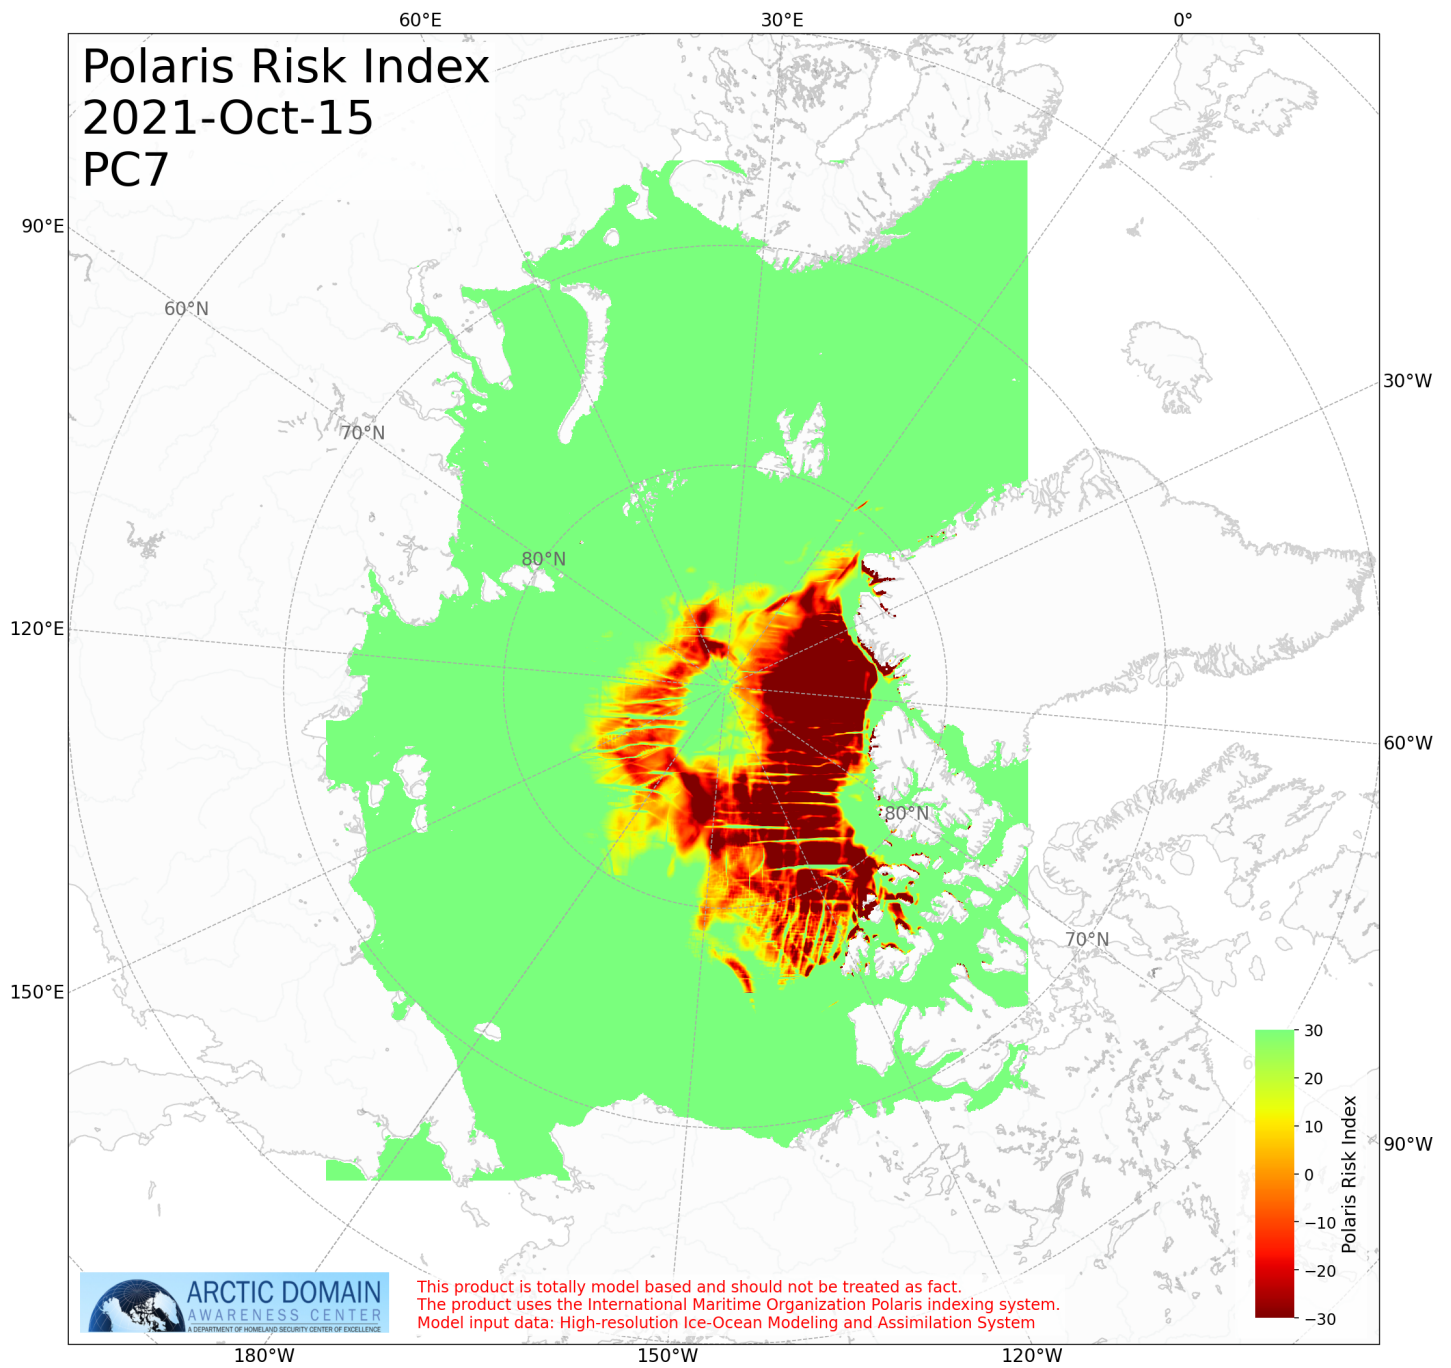 60°E 30°E 0°
Polaris Risk Index
2021-Oct-15
PC7
90°E
60°N
30°W
70°N
80°N
120°E
60°W
80°N
70°N
150°E
30
20
10
0
−10
−20
−30
Polaris Risk Index
90°W
ARCTIC DOMAIN
AWARENESS CENTER
A DEPARTMENT OF HOMELAND SECURITY CENTER OF EXCELLENCE
This product is totally model based and should not be treated as fact.
The product uses the International Maritime Organization Polaris indexing system.
Model input data: High-resolution Ice-Ocean Modeling and Assimilation System
180°W 150°W 120°W